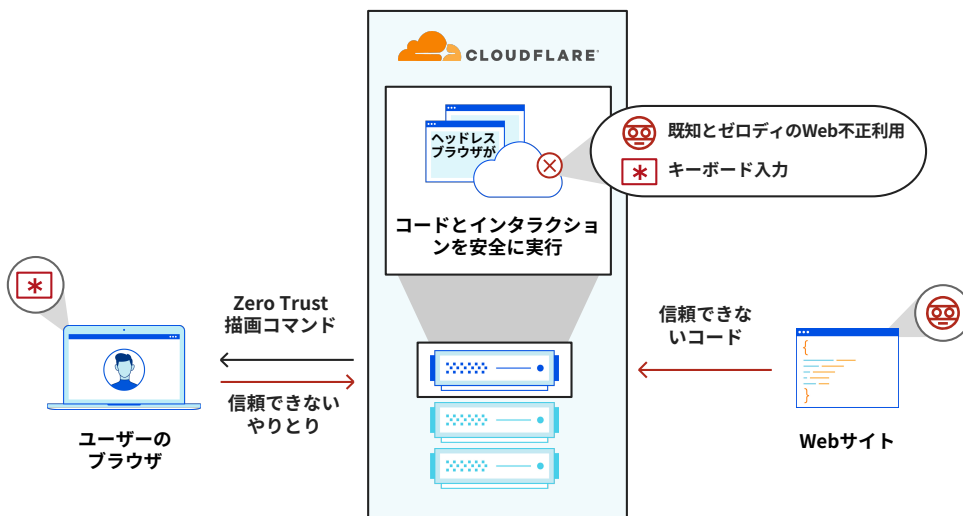 CLOUDFLARE
ヘッドレス
ブラウザが
既知とゼロディのWeb不正利用
キーボード入力
コードとインタラクショ
ンを安全に実行
Zero Trust
描画コマンド
信頼できない
やりとり
信頼できな
いコード
{
}
ユーザーの
ブラウザ
Webサイト